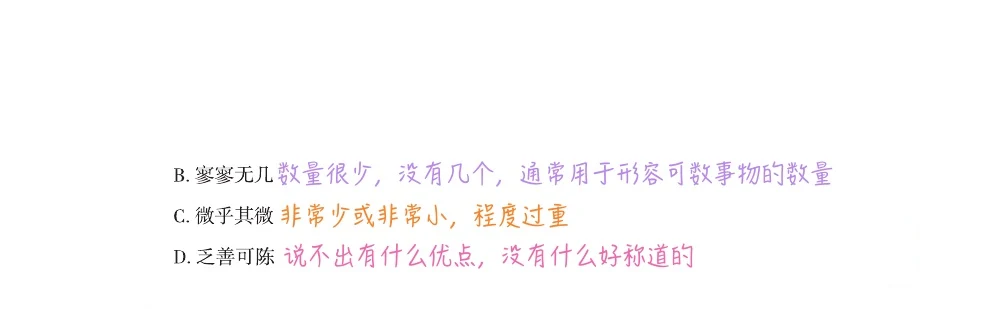 B. 寥寥无几 数量很少，没有几个，通常用于形容可数事物的数量
C. 微乎其微 非常少或非常小，程度过重
D. 乏善可陈 说不出有什么优点，没有什么好称道的